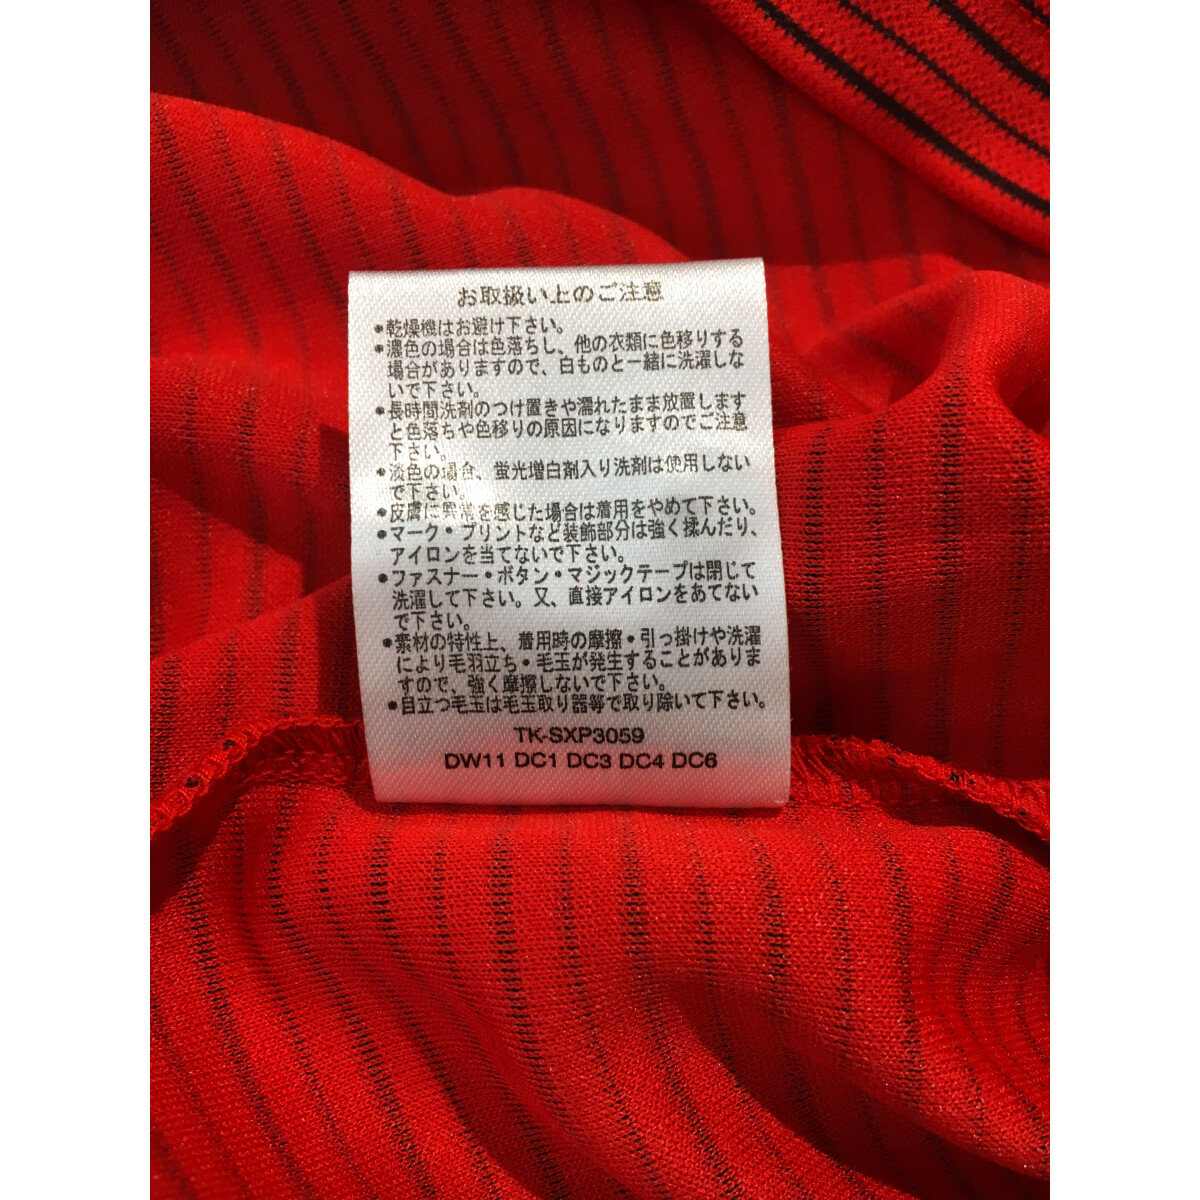 お取扱い上のご注意
●乾燥機はお避け下さい。
●濃色の場合は色落ちし、他の衣類に色移りする
場合がありますので、白ものと一緒に洗濯しな
いで下さい。
●長時間洗剤のつけ置きや濡れたまま放置します
と色落ちや色移りの原因になりますのでご注意
下さい。
●淡色の場合、蛍光増白剤入り洗剤は使用しない
で下さい。
●皮膚に異常を感じた場合は着用をやめて下さい。
●マーク・プリントなど装飾部分は強く揉んだり、
アイロンを当てないで下さい。
●ファスナー・ボタン・マジックテープは閉じて
洗濯して下さい。又、直接アイロンをあてない
で下さい。
●素材の特性上、着用時の摩擦・引っ掛けや洗濯
により毛羽立ち・毛玉が発生することがありま
すので、強く摩擦しないで下さい。
●目立つ毛玉は毛玉取り器等で取り除いて下さい。
TK-SXP3059
DW11 DC1 DC3 DC4 DC6